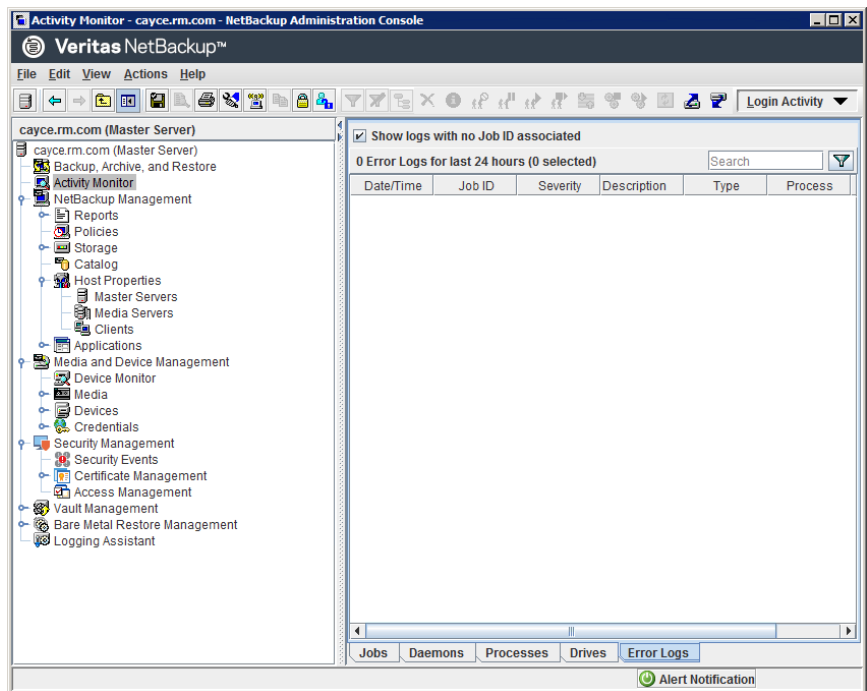 Activity Monitor - cayce.rm.com - NetBackup Administration Console
Veritas NetBackup™
File Edit View Actions Help
Login Activity
cayce.rm.com (Master Server)
cayce.rm.com (Master Server)
Backup, Archive, and Restore
Activity Monitor
NetBackup Management
Reports
Policies
Storage
Catalog
Host Properties
Master Servers
Media Servers
Clients
Applications
Media and Device Management
Device Monitor
Media
Devices
Credentials
Security Management
Security Events
Certificate Management
Access Management
Vault Management
Bare Metal Restore Management
Logging Assistant
Show logs with no Job ID associated
0 Error Logs for last 24 hours (0 selected)
Search
Date/Time Job ID Severity Description Type Process
Jobs Daemons Processes Drives Error Logs
Alert Notification